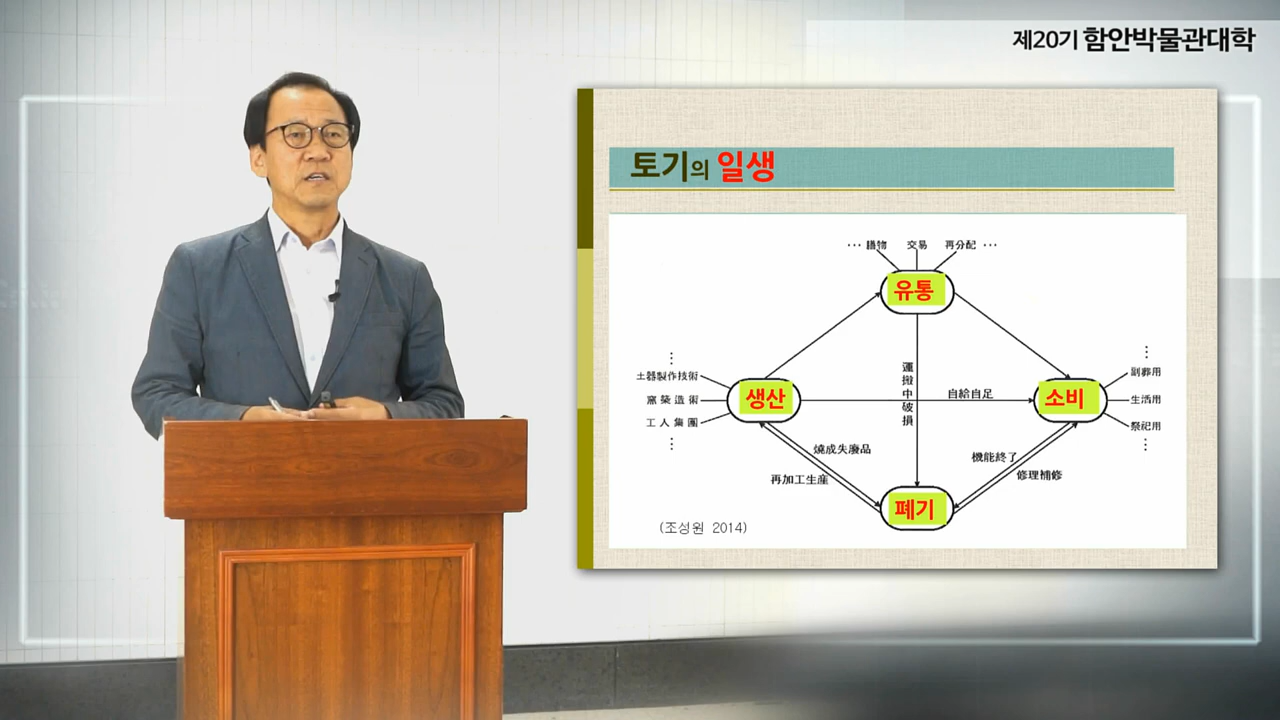 제20기 함안박물관대학
토기의 일생
··· 膳物 交易 再分配 ···
유통
土器製作技術
窯築造術
工人集團
생산
運搬中破損
自給自足
소비
副葬用
生活用
祭祀用
燒成失廢品
再加工生産
機能終了
修理補修
폐기
(조성원 2014)